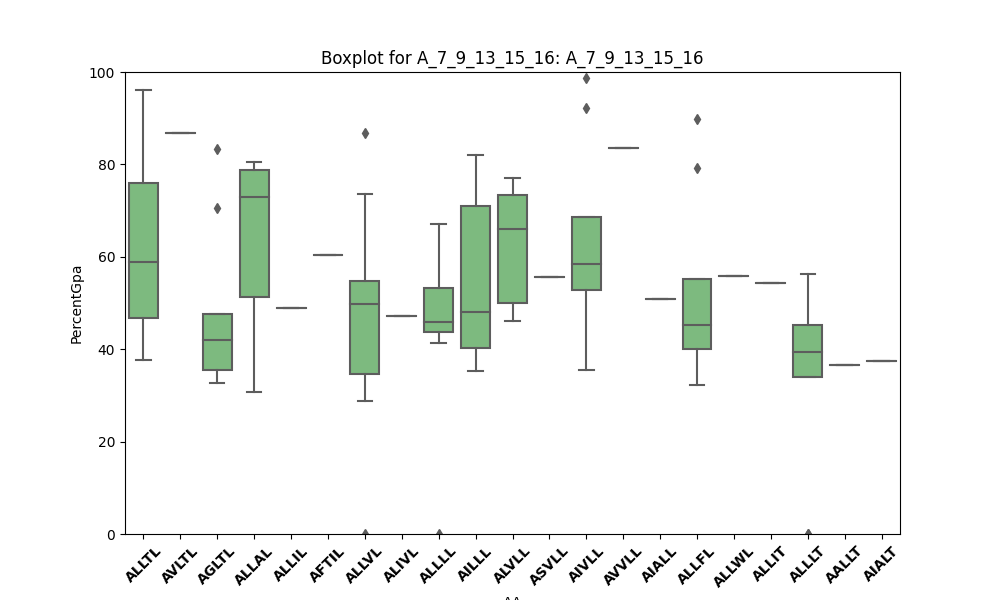 Boxplot for A_7_9_13_15_16: A_7_9_13_15_16
PercentGpa
100
80
60
40
20
0
ALLTL AVLTL AGLTL ALLAL ALLIL AFTIL ALLVL ALIVL ALLLL AILLL ALVLL ASVLL AIVLL AVVLL AIALL ALLFL ALLWL ALLIT ALLLT AALLT AIALT